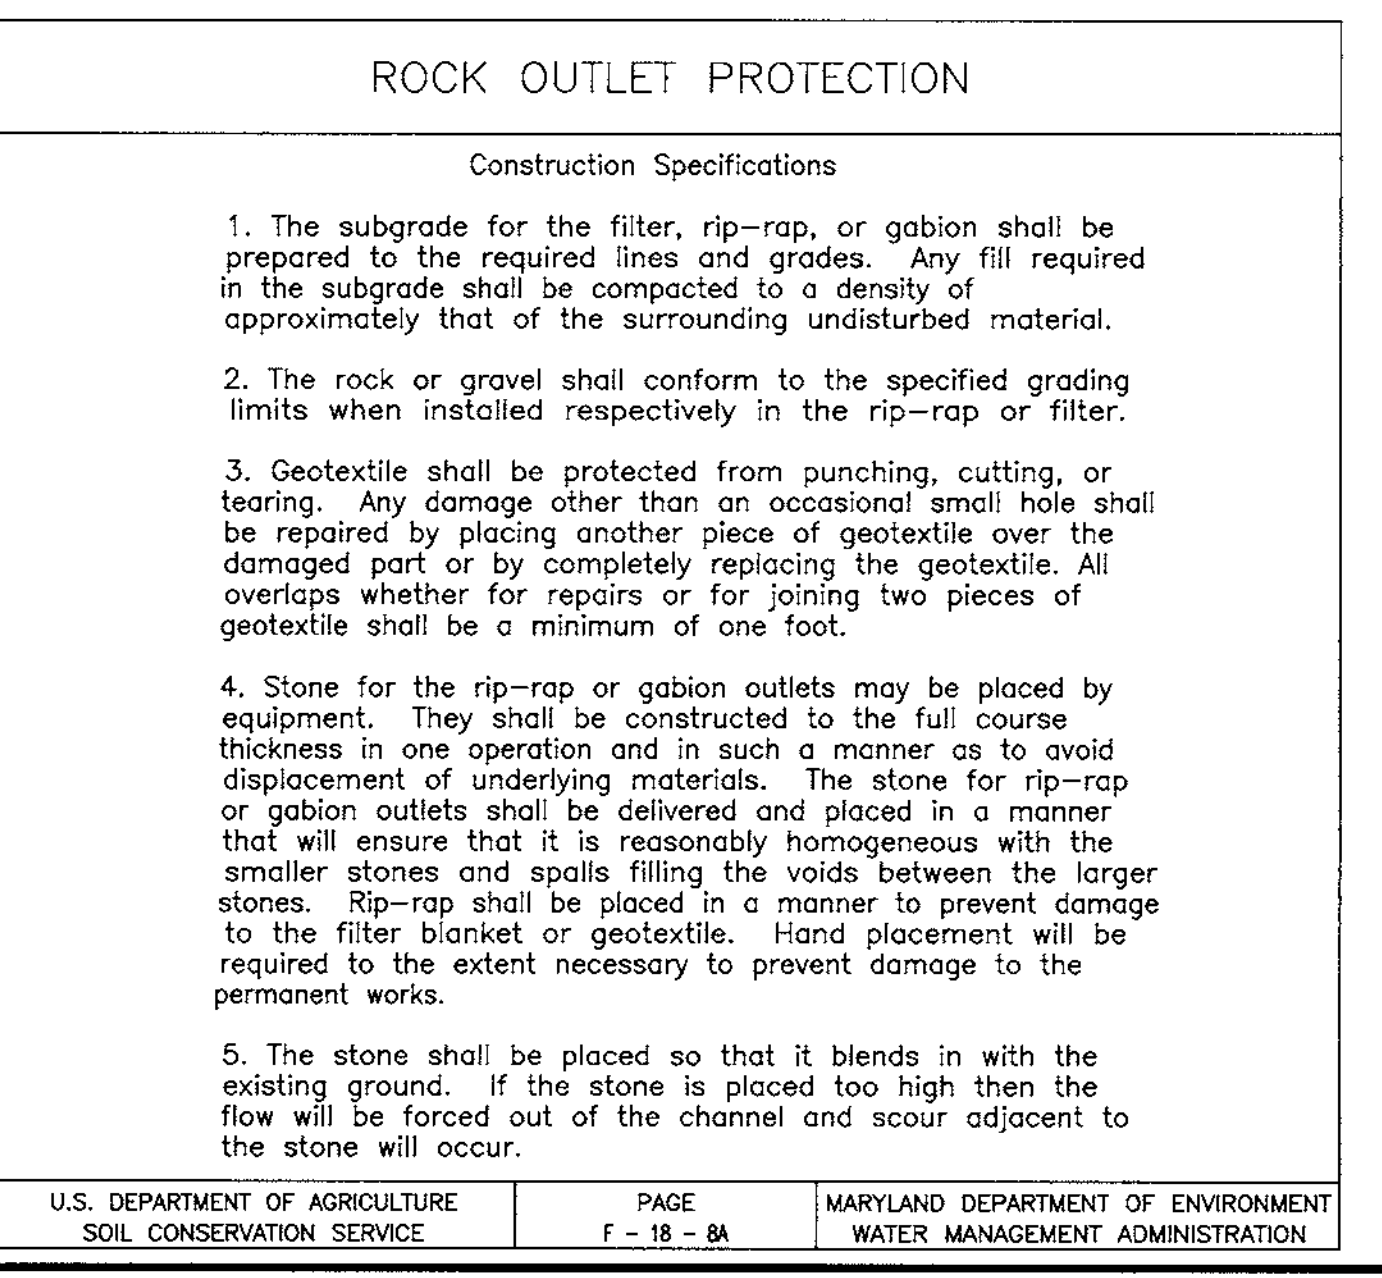 ROCK OUTLET PROTECTION
Construction Specifications
1. The subgrade for the filter, rip-rap, or gabion shall be
prepared to the required lines and grades. Any fill required
in the subgrade shall be compacted to a density of
approximately that of the surrounding undisturbed material.
2. The rock or gravel shall conform to the specified grading
limits when installed respectively in the rip-rap or filter.
3. Geotextile shall be protected from punching, cutting, or
tearing. Any damage other than an occasional small hole shall
be repaired by placing another piece of geotextile over the
damaged part or by completely replacing the geotextile. All
overlaps whether for repairs or for joining two pieces of
geotextile shall be a minimum of one foot.
4. Stone for the rip-rap or gabion outlets may be placed by
equipment. They shall be constructed to the full course
thickness in one operation and in such a manner as to avoid
displacement of underlying materials. The stone for rip-rap
or gabion outlets shall be delivered and placed in a manner
that will ensure that it is reasonably homogeneous with the
smaller stones and spalls filling the voids between the larger
stones. Rip-rap shall be placed in a manner to prevent damage
to the filter blanket or geotextile. Hand placement will be
required to the extent necessary to prevent damage to the
permanent works.
5. The stone shall be placed so that it blends in with the
existing ground. If the stone is placed too high then the
flow will be forced out of the channel and scour adjacent to
the stone will occur.
U.S. DEPARTMENT OF AGRICULTURE
SOIL CONSERVATION SERVICE
PAGE
F - 18 - 8A
MARYLAND DEPARTMENT OF ENVIRONMENT
WATER MANAGEMENT ADMINISTRATION